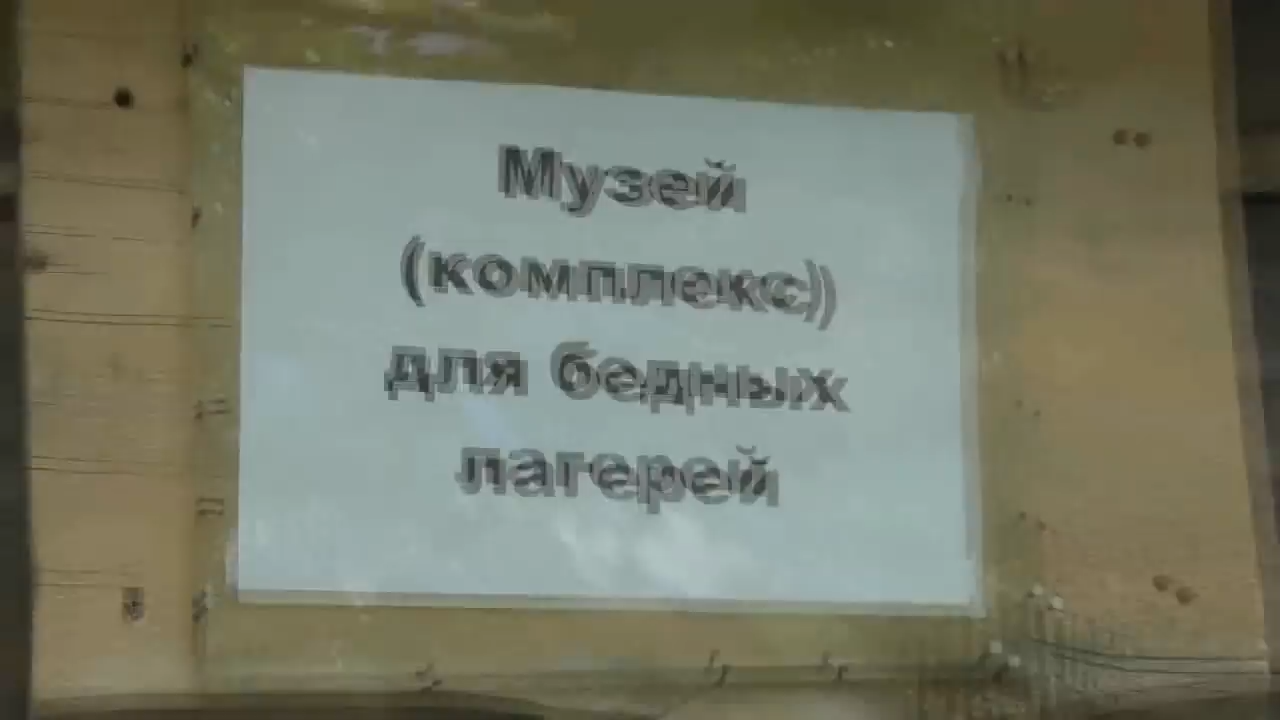 Музей
(комплекс)
для бедных
лагерей